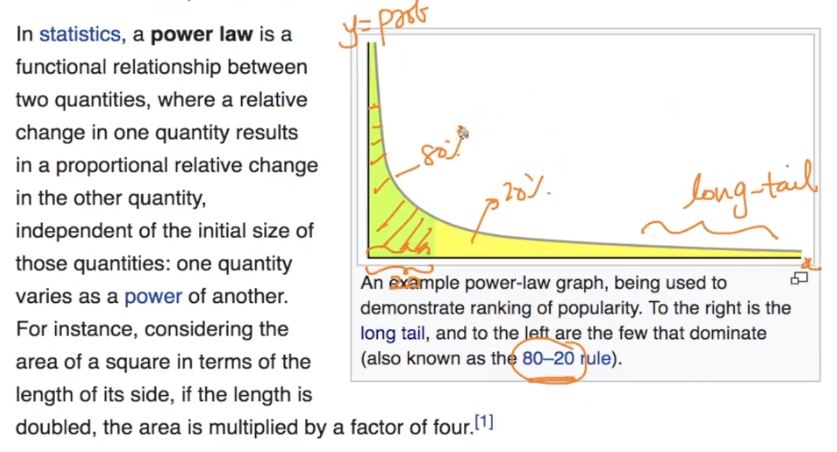 In statistics, a power law is a
functional relationship between
two quantities, where a relative
change in one quantity results
in a proportional relative change
in the other quantity,
independent of the initial size of
those quantities: one quantity
varies as a power of another.
For instance, considering the
area of a square in terms of the
length of its side, if the length is
doubled, the area is multiplied by a factor of four.[1]
y=prob
80%
20%
long-tail
x
20
An example power-law graph, being used to
demonstrate ranking of popularity. To the right is the
long tail, and to the left are the few that dominate
(also known as the 80–20 rule).